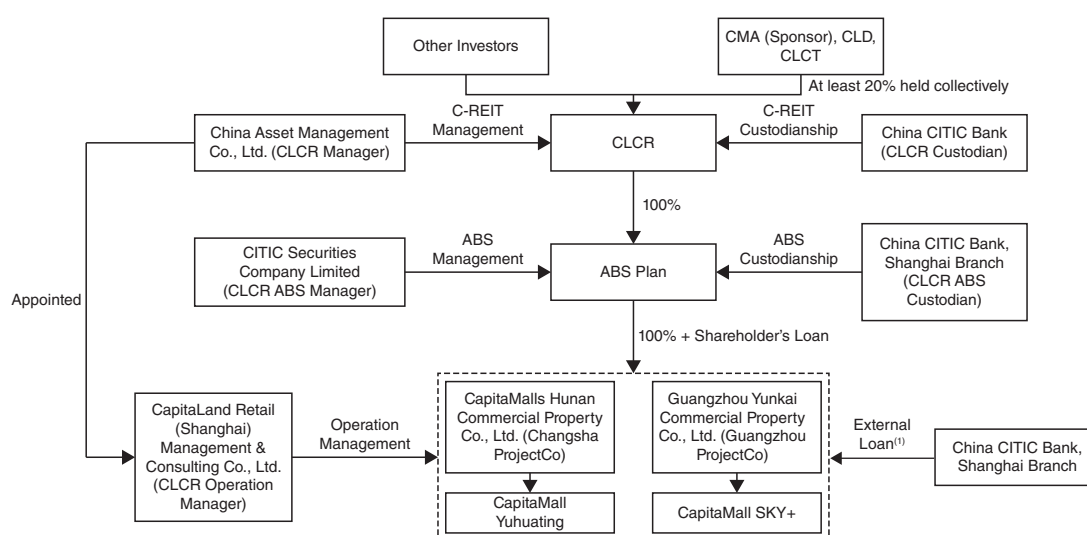 Other Investors
CMA (Sponsor), CLD,
CLCT
At least 20% held collectively
China Asset Management
Co., Ltd. (CLCR Manager)
C-REIT
Management
CLCR
C-REIT
Custodianship
China CITIC Bank
(CLCR Custodian)
100%
CITIC Securities
Company Limited
(CLCR ABS Manager)
ABS
Management
ABS Plan
ABS
Custodianship
China CITIC Bank,
Shanghai Branch
(CLCR ABS
Custodian)
Appointed
100% + Shareholder’s Loan
CapitaLand Retail
(Shanghai)
Management &
Consulting Co., Ltd.
(CLCR Operation
Manager)
Operation
Management
CapitaMalls Hunan
Commercial Property
Co., Ltd. (Changsha
ProjectCo)
Guangzhou Yunkai
Commercial Property
Co., Ltd. (Guangzhou
ProjectCo)
External
Loan(1)
China CITIC Bank,
Shanghai Branch
CapitaMall
Yuhuating
CapitaMall SKY+